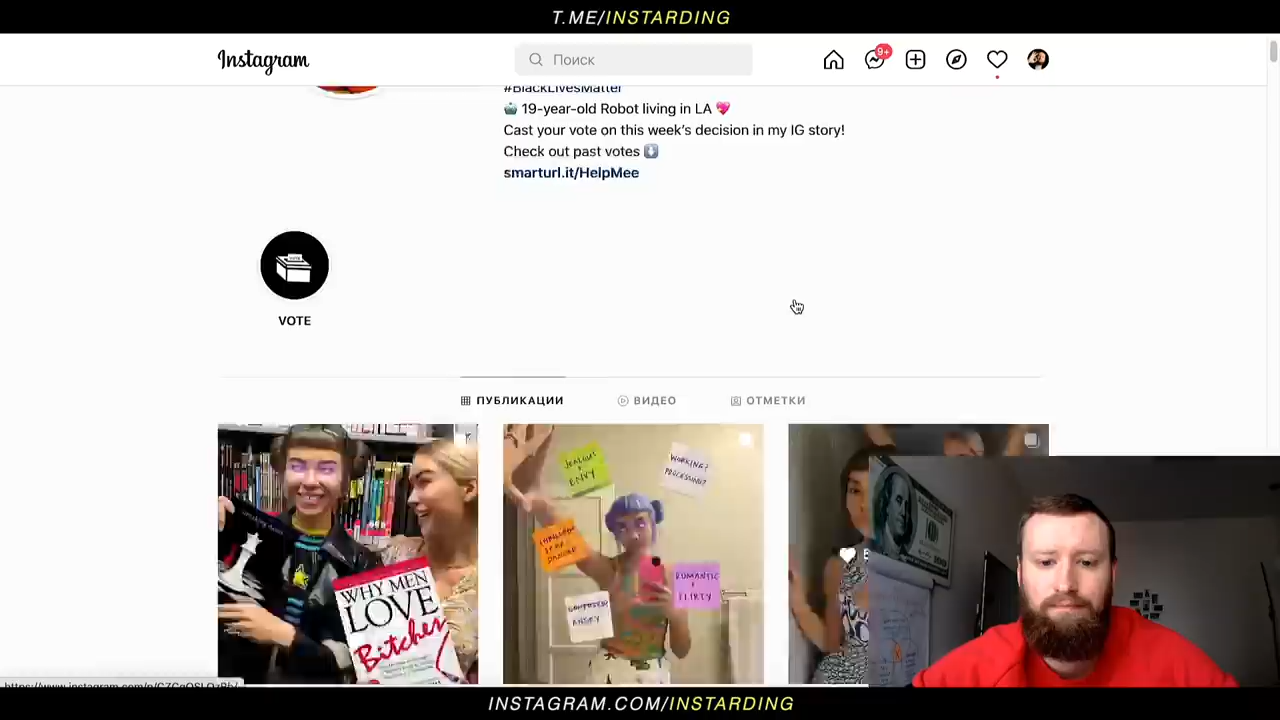 T.ME/INSTARDING
Instagram
Поиск
9+
#BlackLivesMatter
19-year-old Robot living in LA
Cast your vote on this week's decision in my IG story!
Check out past votes
smarturl.it/HelpMee
VOTE
ПУБЛИКАЦИИ
ВИДЕО
ОТМЕТКИ
JEALOUS
ENVY
WORKING?
PROCESSING?
ROMANTIC
FLIRTY
ANGRY
WHY MEN
LOVE
Bitches
INSTAGRAM.COM/INSTARDING